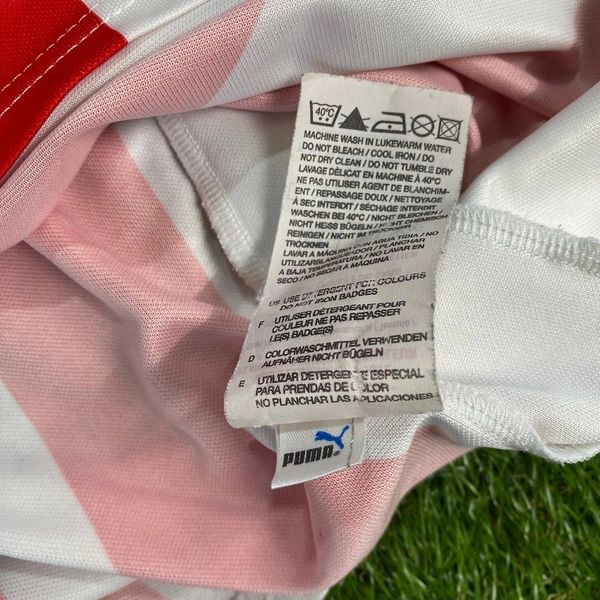 40°C
MACHINE WASH IN LUKEWARM WATER
DO NOT BLEACH / COOL IRON / DO
NOT DRY CLEAN / DO NOT TUMBLE DRY
LAVAGE DÉLICAT EN MACHINE À 40°C
NE PAS UTILISER AGENT DE BLANCHIM-
ENT / REPASSAGE DOUX / NETTOYAGE
À SEC INTERDIT / SÉCHAGE INTERDIT
WASCHEN BEI 40°C / NICHT BLEICHEN /
NICHT HEISS BÜGELN / NICHT CHEMISCH
REINIGEN / NICHT IM TROCKNER
TROCKNEN
LAVAR A MÁQUINA CON AGUA TIBIA / NO
UTILIZAR BLANQUEADOR / PLANCHAR
A BAJA TEMPERATURA / NO LAVAR EN
SECO / NO SECAR A MÁQUINA
US USE DETERGENT FOR COLOURS
DO NOT IRON BADGES
F UTILISER DÉTERGEANT POUR
COULEUR NE PAS REPASSER
LE(S) BADGE(S)
D COLORWASCHMITTEL VERWENDEN
AUFNÄHER NICHT BÜGELN
E UTILIZAR DETERGENTE ESPECIAL
PARA PRENDAS DE COLOR
NO PLANCHAR LAS APLICACIONES
PUMA®